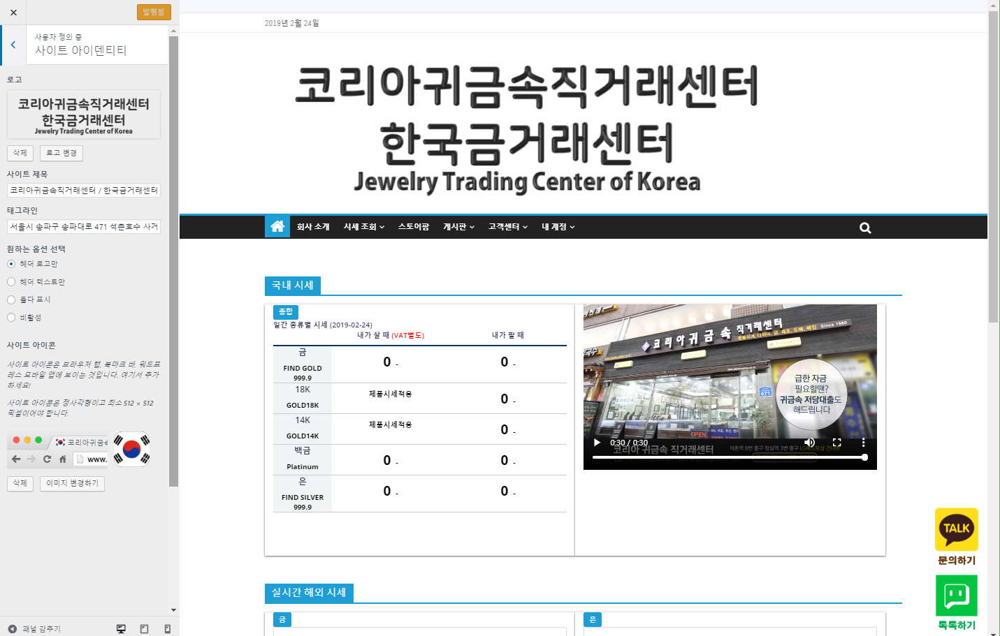 발행됨
사용자 정의 중
사이트 아이덴티티
로고
코리아귀금속직거래센터
한국금거래센터
Jewelry Trading Center of Korea
삭제
로고 변경
사이트 제목
코리아귀금속직거래센터 / 한국금거래센터
태그라인
서울시 송파구 송파대로 471 석촌호수 사거
원하는 옵션 선택
헤더 로고만
헤더 텍스트만
둘다 표시
비활성
사이트 아이콘
사이트 아이콘은 브라우저 탭, 북마크 바, 워드프
레스 모바일 앱에 보이는 것입니다. 여기서 추가
하세요!
사이트 아이콘은 정사각형이고 최소 512 × 512
픽셀이어야 합니다.
코리아귀금속
www.
삭제
이미지 변경하기
패널 감추기
2019년 2월 24일
코리아귀금속직거래센터
한국금거래센터
Jewelry Trading Center of Korea
회사 소개
시세 조회
스토어팜
게시판
고객센터
내 계정
국내 시세
종합
일간 종류별 시세 (2019-02-24)
내가 살 때 (VAT별도)
내가 팔 때
금
FIND GOLD
999.9
0 -
0 -
18K
GOLD18K
제품시세적용
0 -
14K
GOLD14K
제품시세적용
0 -
백금
Platinum
0 -
0 -
은
FIND SILVER
999.9
0 -
0 -
코리아귀금속 직거래센터
Since 1980
471
OPEN
급한 자금
필요할땐?
귀금속 저당대출도
해드립니다
0:30 / 0:30
코리아 귀금속 직거래센터
실시간 해외 시세
금
은
TALK
문의하기
톡톡하기